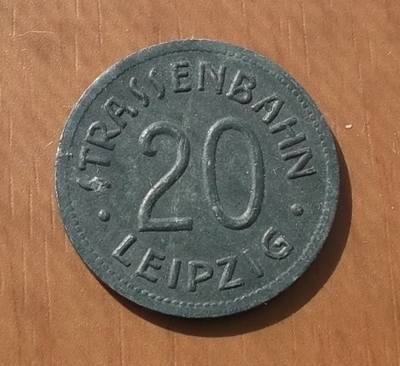 STRASSENBAHN
20
· LEIPZIG ·